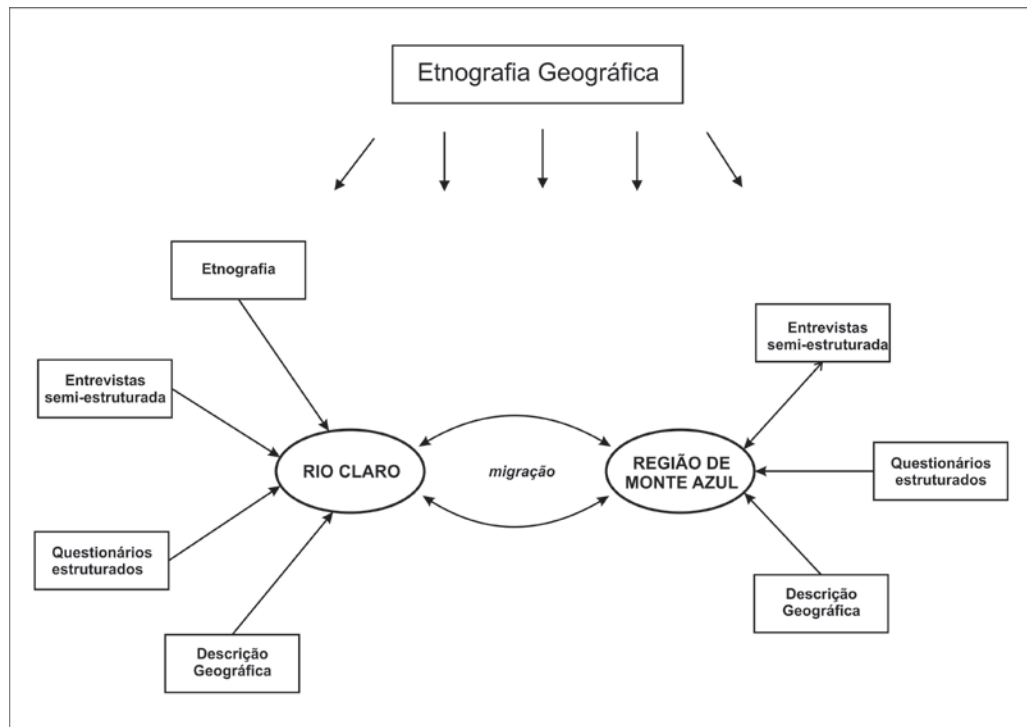 Etnografia Geográfica
Etnografia
Entrevistas
semi-estruturada
RIO CLARO
Questionários
estruturados
Descrição
Geográfica
migração
Entrevistas
semi-estruturada
REGIÃO DE
MONTE AZUL
Questionários
estruturados
Descrição
Geográfica